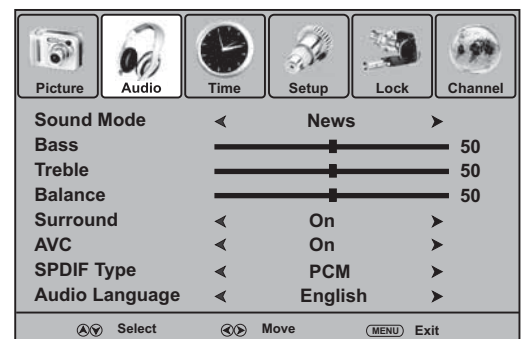 Picture Audio Time Setup Lock Channel
Sound Mode News
Bass 50
Treble 50
Balance 50
Surround On
AVC On
SPDIF Type PCM
Audio Language English
Select Move MENU Exit